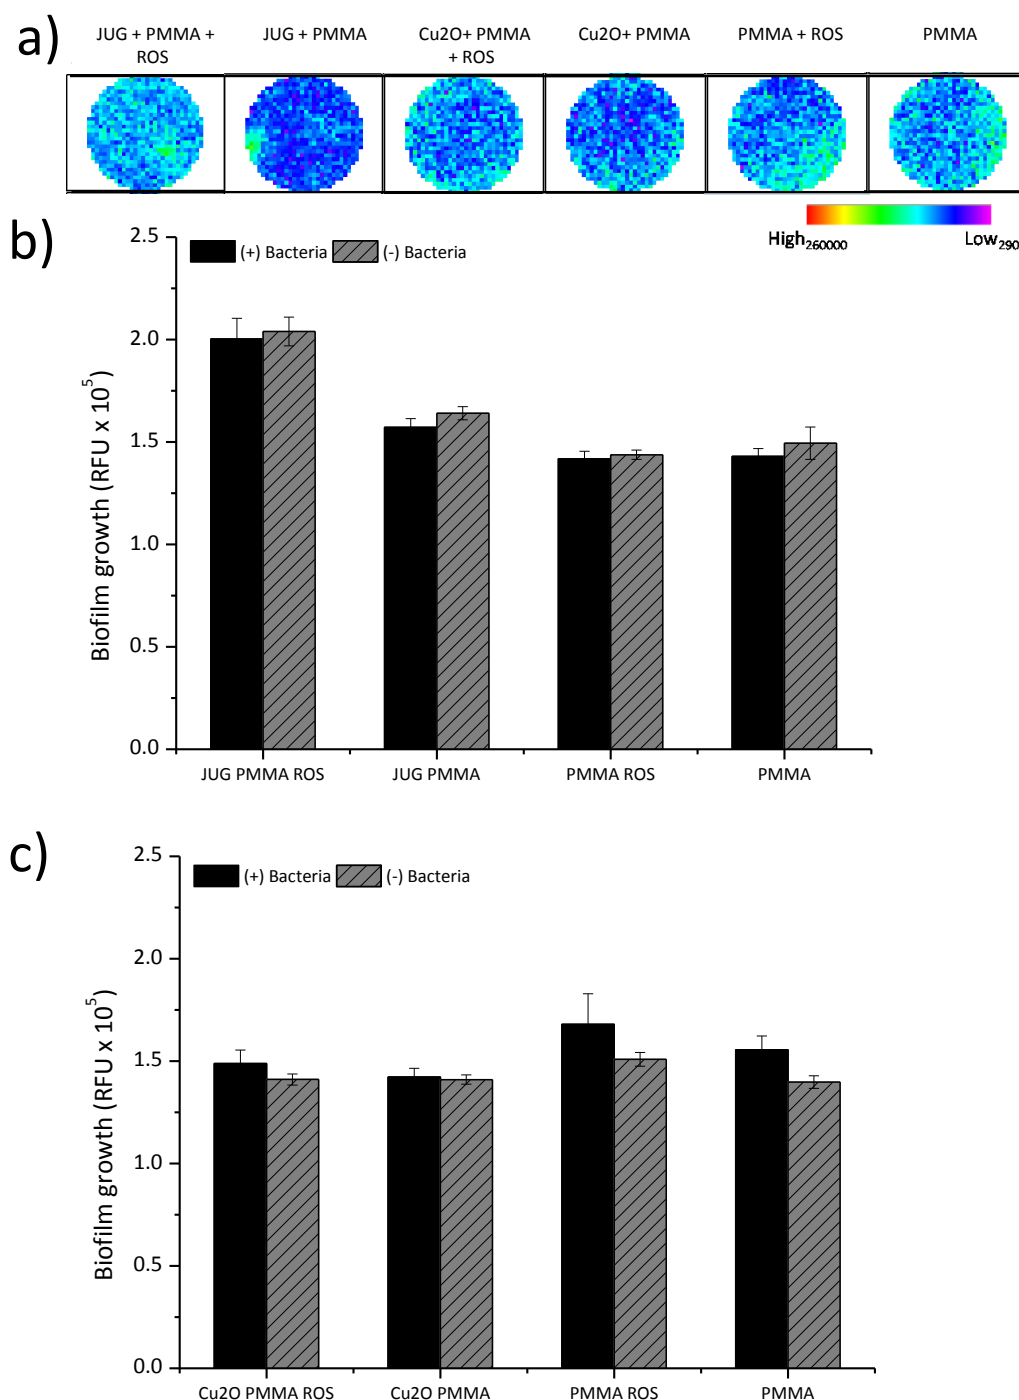 a)
JUG + PMMA +
ROS
JUG + PMMA
Cu2O+ PMMA
+ ROS
Cu2O+ PMMA
PMMA + ROS
PMMA
High260000
Low290
b)
2.5
2.0
1.5
1.0
0.5
0.0
Biofilm growth (RFU x 10^5)
(+) Bacteria
(-) Bacteria
JUG PMMA ROS
JUG PMMA
PMMA ROS
PMMA
c)
2.5
2.0
1.5
1.0
0.5
0.0
Biofilm growth (RFU x 10^5)
(+) Bacteria
(-) Bacteria
Cu2O PMMA ROS
Cu2O PMMA
PMMA ROS
PMMA